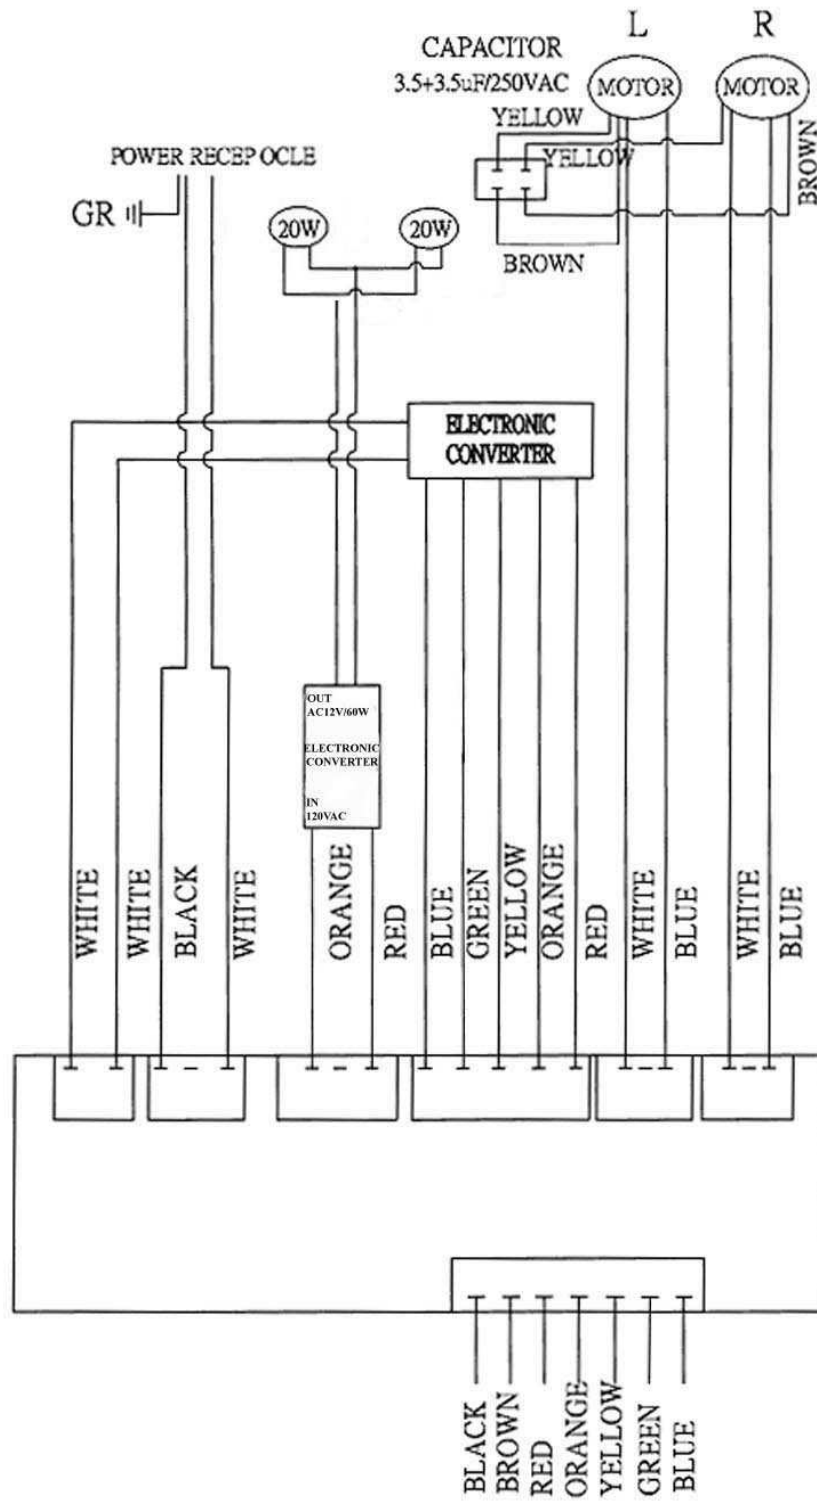 L
R
CAPACITOR
3.5+3.5uF/250VAC
MOTOR
MOTOR
YELLOW
YELLOW
BROWN
BROWN
POWER RECEP OCLE
GR
20W
20W
ELECTRONIC
CONVERTER
OUT
AC12V/60W
ELECTRONIC
CONVERTER
IN
120VAC
WHITE
WHITE
BLACK
WHITE
ORANGE
RED
BLUE
GREEN
YELLOW
ORANGE
RED
WHITE
BLUE
WHITE
BLUE
BLACK
BROWN
RED
ORANGE
YELLOW
GREEN
BLUE